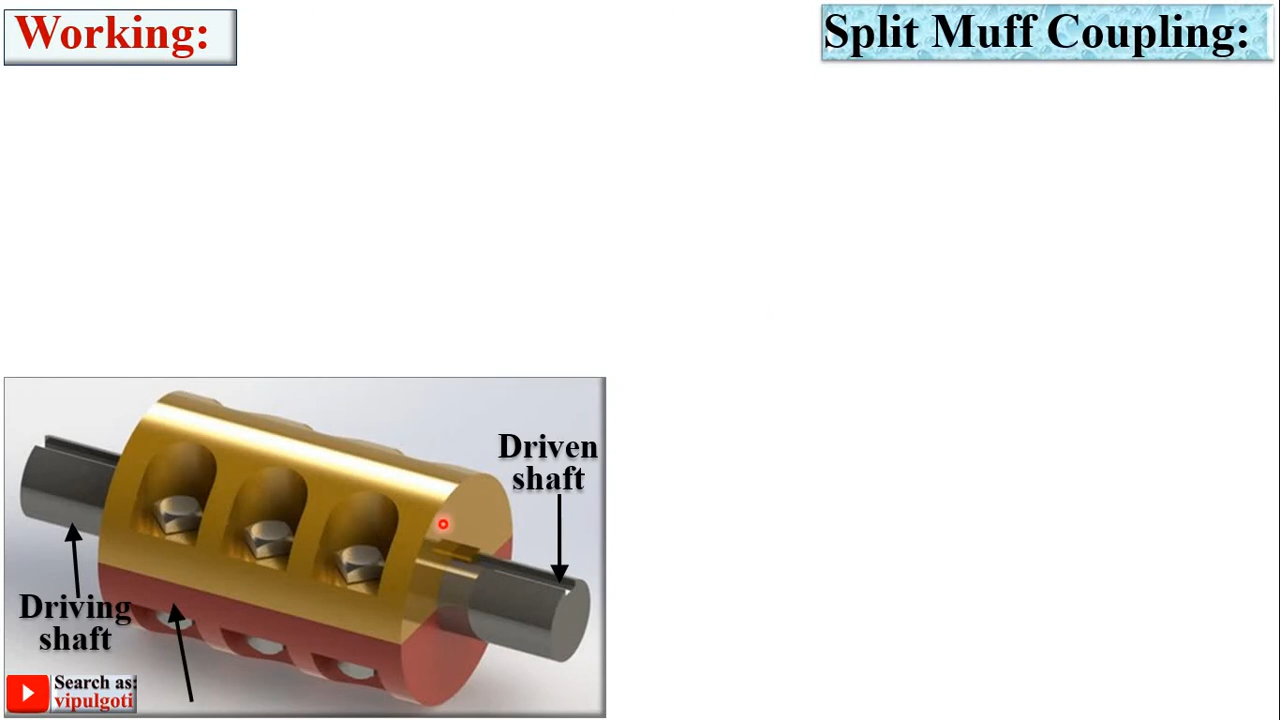 Working:
Split Muff Coupling:
Driven
shaft
Driving
shaft
Search as:
vipulgoti